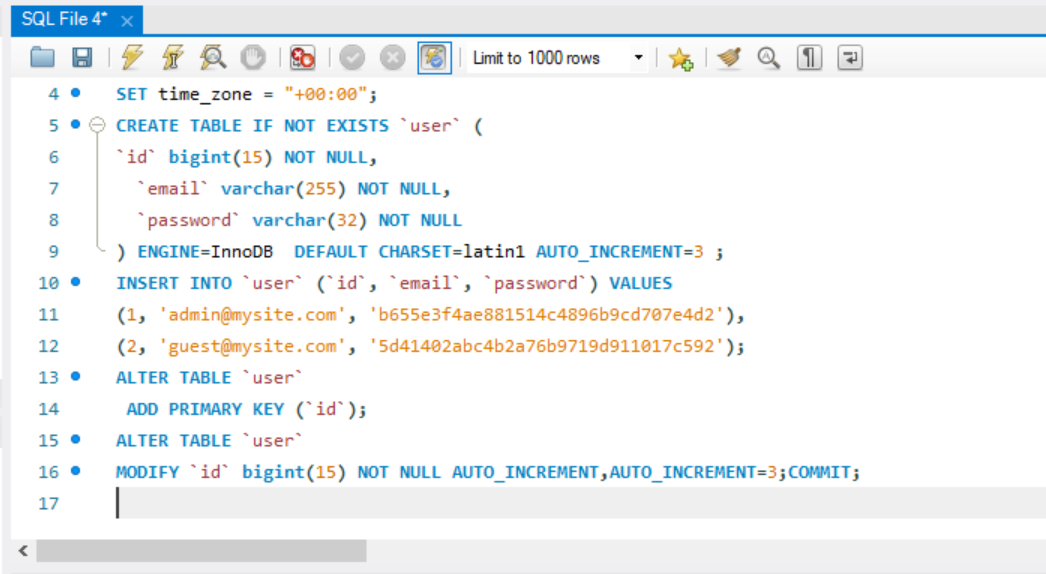 SQL File 4*
Limit to 1000 rows
4 SET time_zone = "+00:00";
5 CREATE TABLE IF NOT EXISTS `user` (
6 `id` bigint(15) NOT NULL,
7 `email` varchar(255) NOT NULL,
8 `password` varchar(32) NOT NULL
9 ) ENGINE=InnoDB  DEFAULT CHARSET=latin1 AUTO_INCREMENT=3 ;
10 INSERT INTO `user` (`id`, `email`, `password`) VALUES
11 (1, 'admin@mysite.com', 'b655e3f4ae881514c4896b9cd707e4d2'),
12 (2, 'guest@mysite.com', '5d41402abc4b2a76b9719d911017c592');
13 ALTER TABLE `user`
14 ADD PRIMARY KEY (`id`);
15 ALTER TABLE `user`
16 MODIFY `id` bigint(15) NOT NULL AUTO_INCREMENT,AUTO_INCREMENT=3;COMMIT;
17